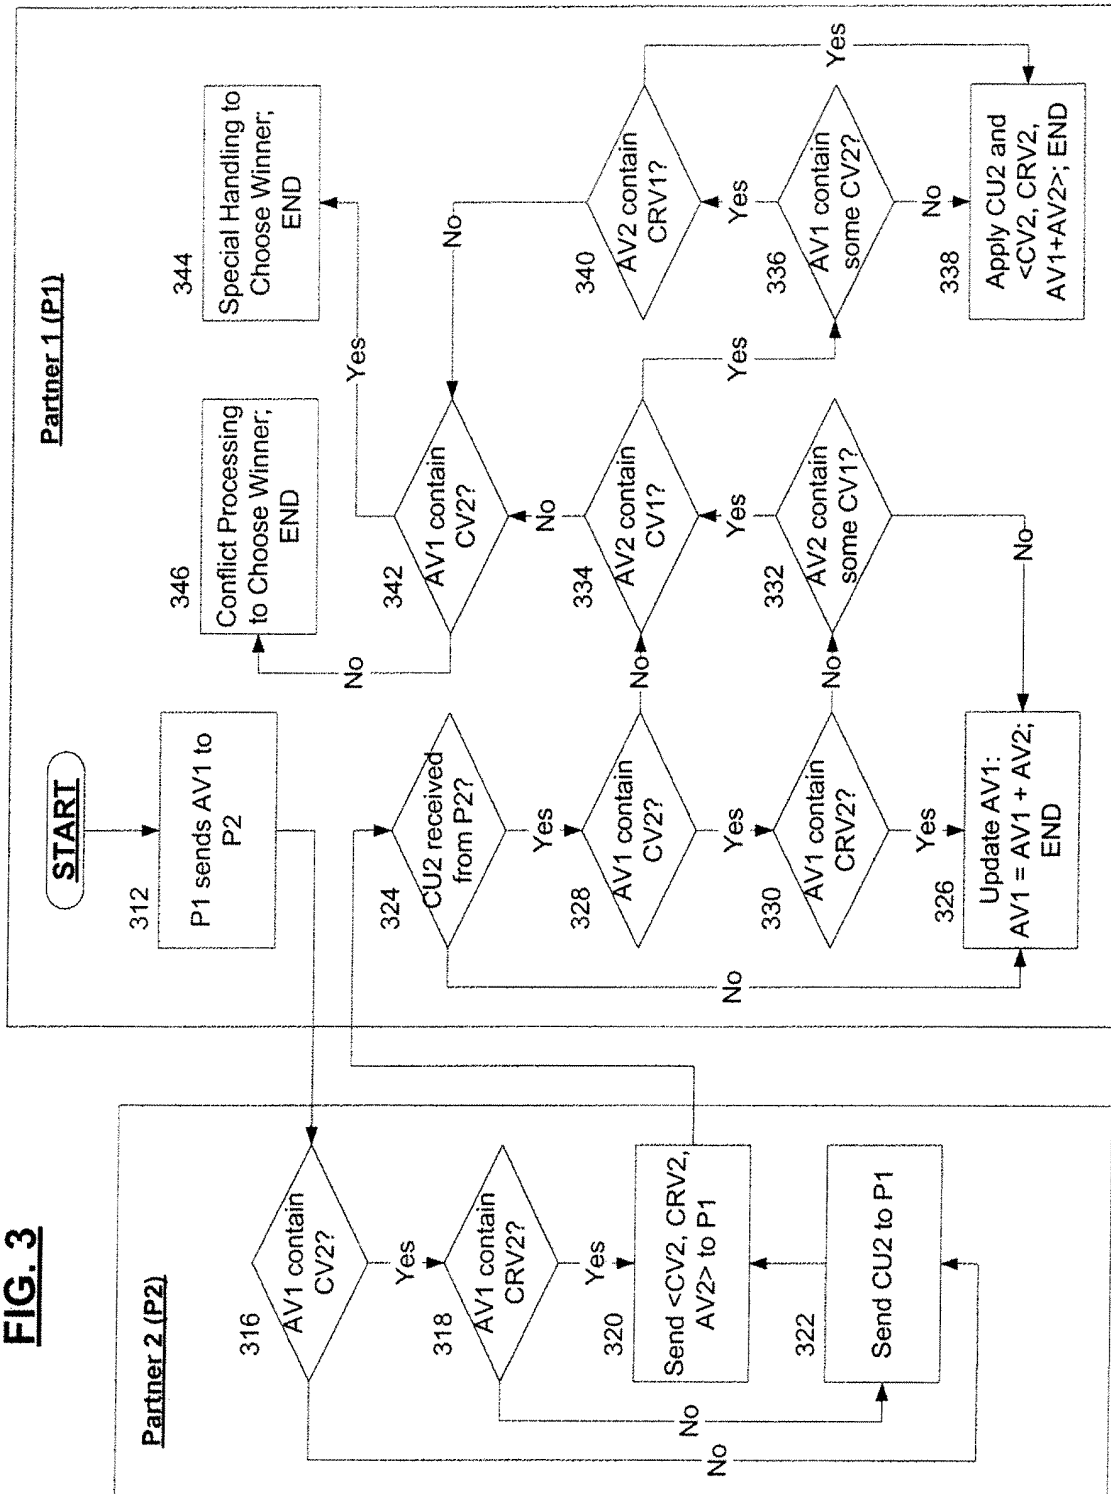 FIG. 3
Partner 2 (P2)
316
AV1 contain
CV2?
Yes
No
318
AV1 contain
CRV2?
Yes
No
320
Send <CV2, CRV2,
AV2> to P1
322
Send CU2 to P1
Partner 1 (P1)
START
312
P1 sends AV1 to
P2
324
CU2 received
from P2?
Yes
No
328
AV1 contain
CV2?
Yes
No
330
AV1 contain
CRV2?
Yes
No
326
Update AV1:
AV1 = AV1 + AV2;
END
346
Conflict Processing
to Choose Winner;
END
No
342
AV1 contain
CV2?
Yes
No
334
AV2 contain
CV1?
Yes
Yes
332
AV2 contain
some CV1?
No
344
Special Handling to
Choose Winner;
END
No
340
AV2 contain
CRV1?
Yes
Yes
336
AV1 contain
some CV2?
No
338
Apply CU2 and
<CV2, CRV2,
AV1+AV2>; END